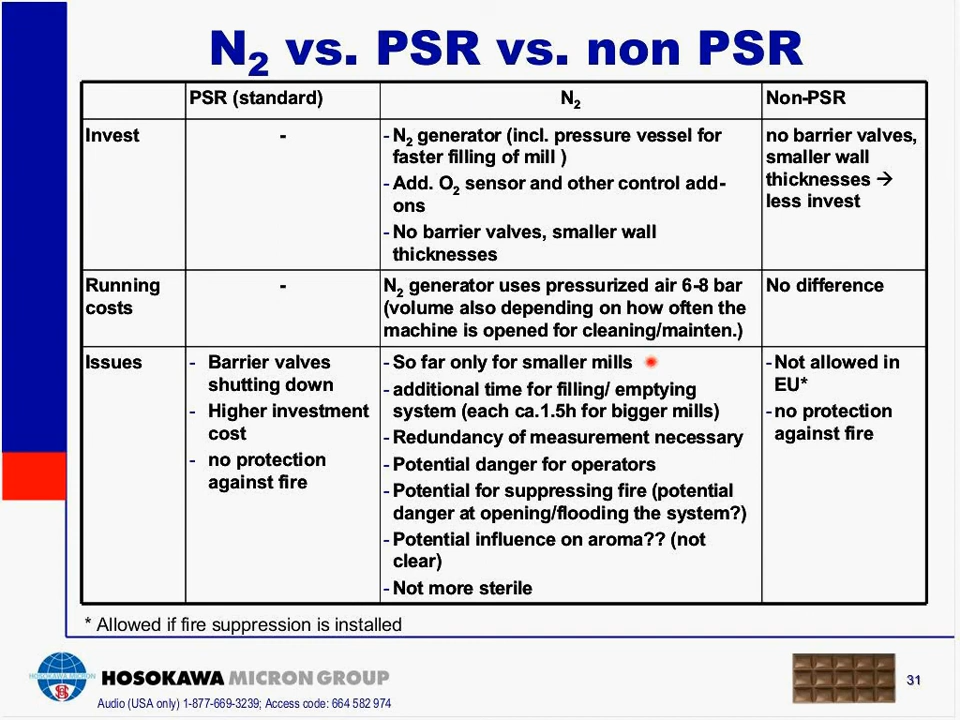 N2 vs. PSR vs. non PSR
PSR (standard)
N2
Non-PSR
Invest
-
- N2 generator (incl. pressure vessel for
faster filling of mill )
- Add. O2 sensor and other control add-
ons
- No barrier valves, smaller wall
thicknesses
no barrier valves,
smaller wall
thicknesses →
less invest
Running
costs
-
N2 generator uses pressurized air 6-8 bar
(volume also depending on how often the
machine is opened for cleaning/mainten.)
No difference
Issues
- Barrier valves
shutting down
- Higher investment
cost
- no protection
against fire
- So far only for smaller mills
- additional time for filling/ emptying
system (each ca.1.5h for bigger mills)
- Redundancy of measurement necessary
- Potential danger for operators
- Potential for suppressing fire (potential
danger at opening/flooding the system?)
- Potential influence on aroma?? (not
clear)
- Not more sterile
- Not allowed in
EU*
- no protection
against fire
* Allowed if fire suppression is installed
HOSOKAWA MICRON
HOSOKAWA MICRON GROUP
31
Audio (USA only) 1-877-669-3239; Access code: 664 582 974